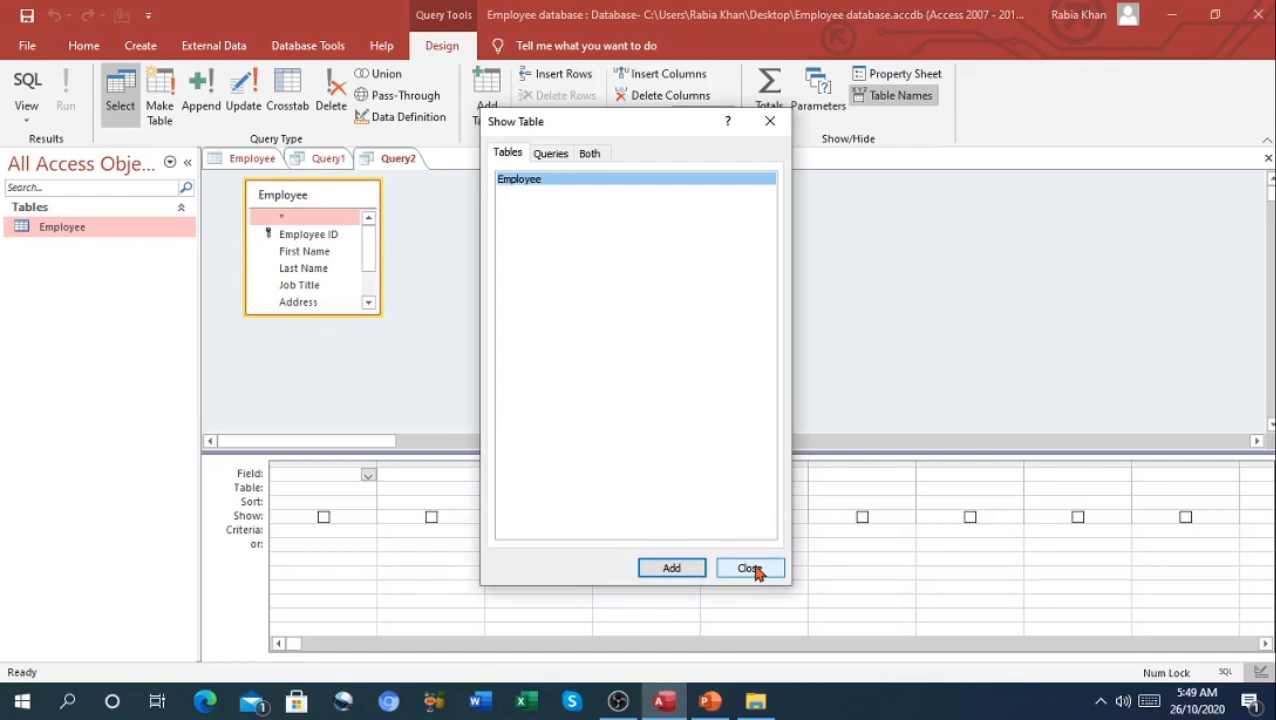 Query Tools
Employee database : Database- C:\Users\Rabia Khan\Desktop\Employee database.accdb (Access 2007 - 201...
Rabia Khan
File
Home
Create
External Data
Database Tools
Help
Design
Tell me what you want to do
SQL
View
Run
Select
Make
Table
Append
Update
Crosstab
Delete
Union
Pass-Through
Data Definition
Insert Rows
Delete Rows
Insert Columns
Delete Columns
Add
Totals
Parameters
Property Sheet
XYZ
Table Names
Results
Query Type
Show/Hide
All Access Obje...
Search...
Tables
Employee
Employee
Query1
Query2
Employee
*
Employee ID
First Name
Last Name
Job Title
Address
Show Table
?
Tables
Queries
Both
Employee
Add
Field:
Table:
Sort:
Show:
Criteria:
or:
Ready
Num Lock
SQL
5:49 AM
26/10/2020